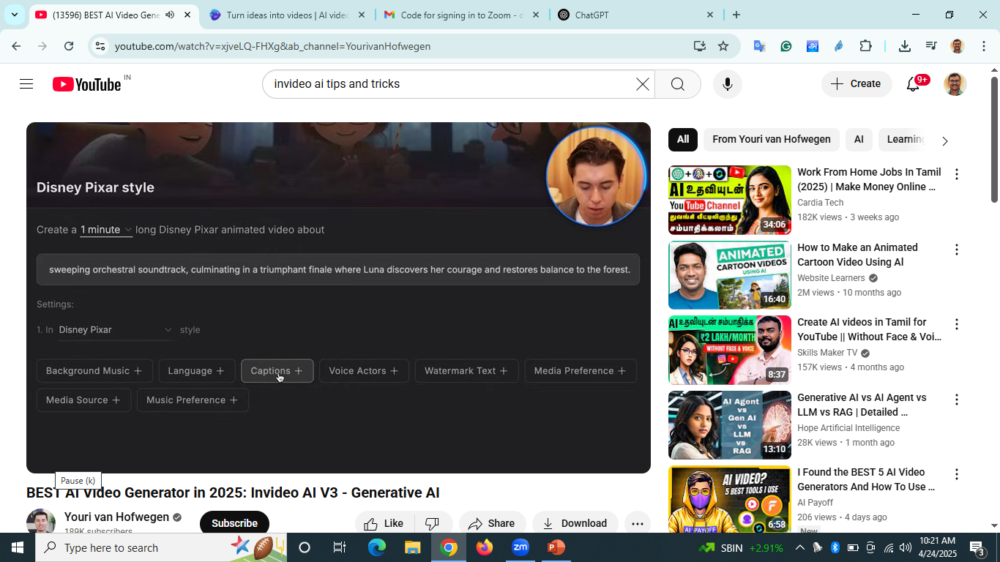 (13596) BEST AI Video Gene
Turn ideas into videos | AI video
Code for signing in to Zoom - d
ChatGPT
youtube.com/watch?v=xjveLQ-FHXg&ab_channel=YourivanHofwegen
YouTube IN
invideo ai tips and tricks
Create
9+
Disney Pixar style
Create a 1 minute long Disney Pixar animated video about
sweeping orchestral soundtrack, culminating in a triumphant finale where Luna discovers her courage and restores balance to the forest.
Settings:
1. In Disney Pixar style
Background Music +
Language +
Captions +
Voice Actors +
Watermark Text +
Media Preference +
Media Source +
Music Preference +
Pause (k)
BEST AI Video Generator in 2025: Invideo AI V3 - Generative AI
Youri van Hofwegen
189K subscribers
Subscribe
Like
Share
Download
All
From Youri van Hofwegen
AI
Learning
AI உதவியுடன்
YouTube Channel
துவங்கி வீட்டிலிருந்து
சம்பாதிக்கலாம்
34:06
Work From Home Jobs In Tamil
(2025) | Make Money Online ...
Cardia Tech
182K views • 3 weeks ago
ANIMATED
CARTOON VIDEOS
USING AI
16:40
How to Make an Animated
Cartoon Video Using AI
Website Learners
2M views • 10 months ago
AI உதவியுடன் சம்பாதிக்க
₹2 LAKH/MONTH
WITHOUT FACE & VOICE
8:37
Create AI videos in Tamil for
YouTube || Without Face & Voi...
Skills Maker TV
157K views • 4 months ago
AI Agent
vs
Gen AI
vs
LLM
vs
RAG
13:10
Generative AI vs AI Agent vs
LLM vs RAG | Detailed ...
Hope Artificial Intelligence
28K views • 1 month ago
AI VIDEO?
5 BEST TOOLS I USE
AI PAYOFF
6:58
I Found the BEST 5 AI Video
Generators And How To Use ...
AI Payoff
206 views • 4 days ago
New
Type here to search
zm
SBIN +2.91%
10:21 AM
4/24/2025
3